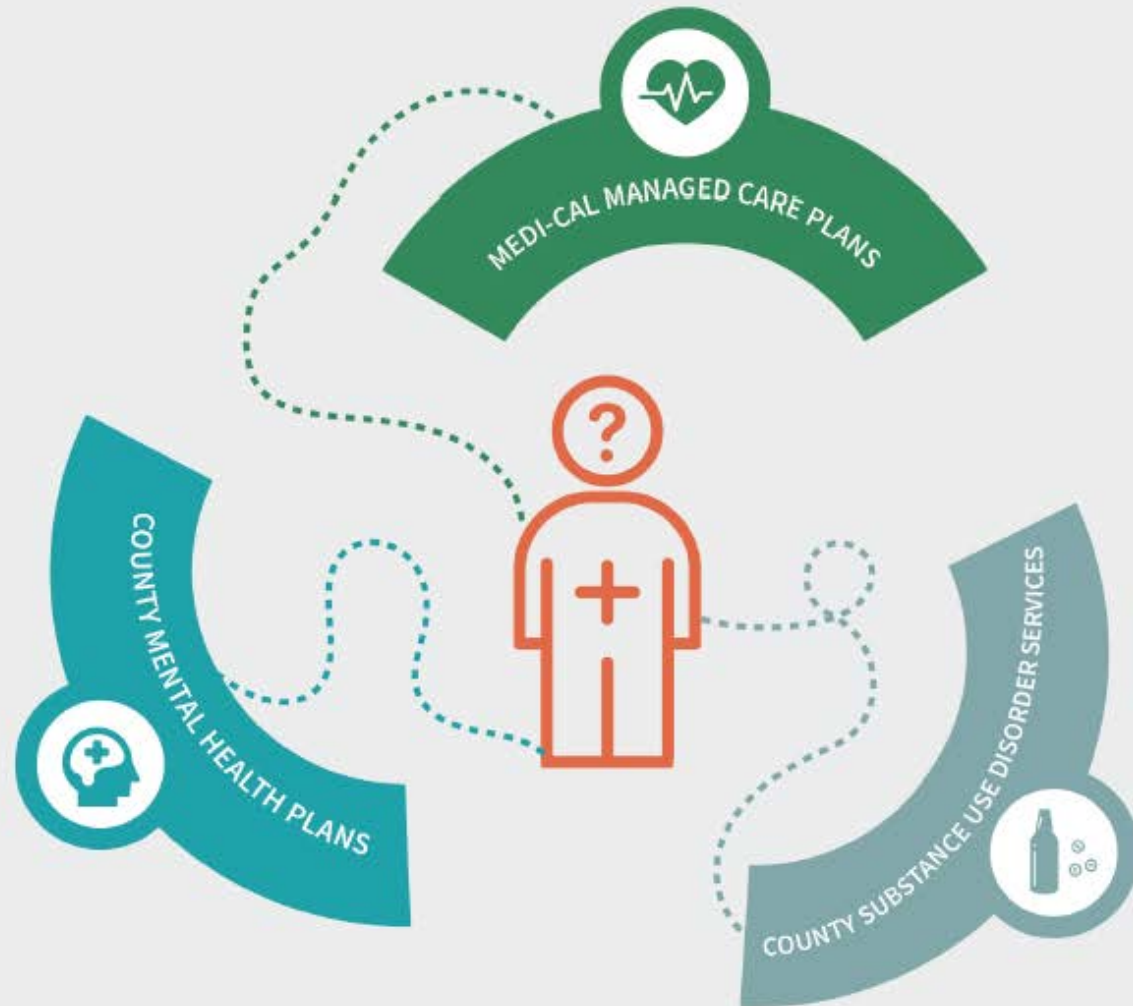 MEDI-CAL MANAGED CARE PLANS
?
COUNTY MENTAL HEALTH PLANS
COUNTY SUBSTANCE USE DISORDER SERVICES